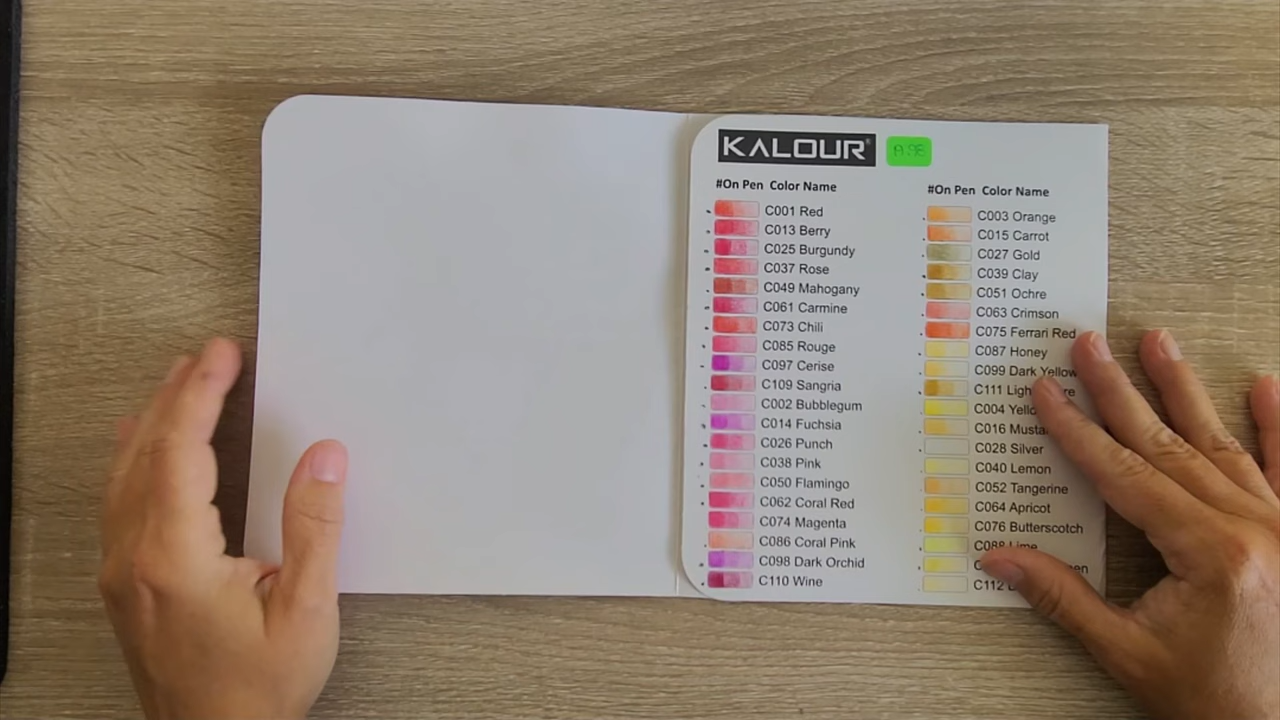 KALOUR®
#On Pen Color Name
C001 Red
C013 Berry
C025 Burgundy
C037 Rose
C049 Mahogany
C061 Carmine
C073 Chili
C085 Rouge
C097 Cerise
C109 Sangria
C002 Bubblegum
C014 Fuchsia
C026 Punch
C038 Pink
C050 Flamingo
C062 Coral Red
C074 Magenta
C086 Coral Pink
C098 Dark Orchid
C110 Wine
#On Pen Color Name
C003 Orange
C015 Carrot
C027 Gold
C039 Clay
C051 Ochre
C063 Crimson
C075 Ferrari Red
C087 Honey
C099 Dark Yellow
C111
C004
C016
C028 Silver
C040 Lemon
C052 Tangerine
C064 Apricot
C076 Butterscotch
C088 Lime
C112